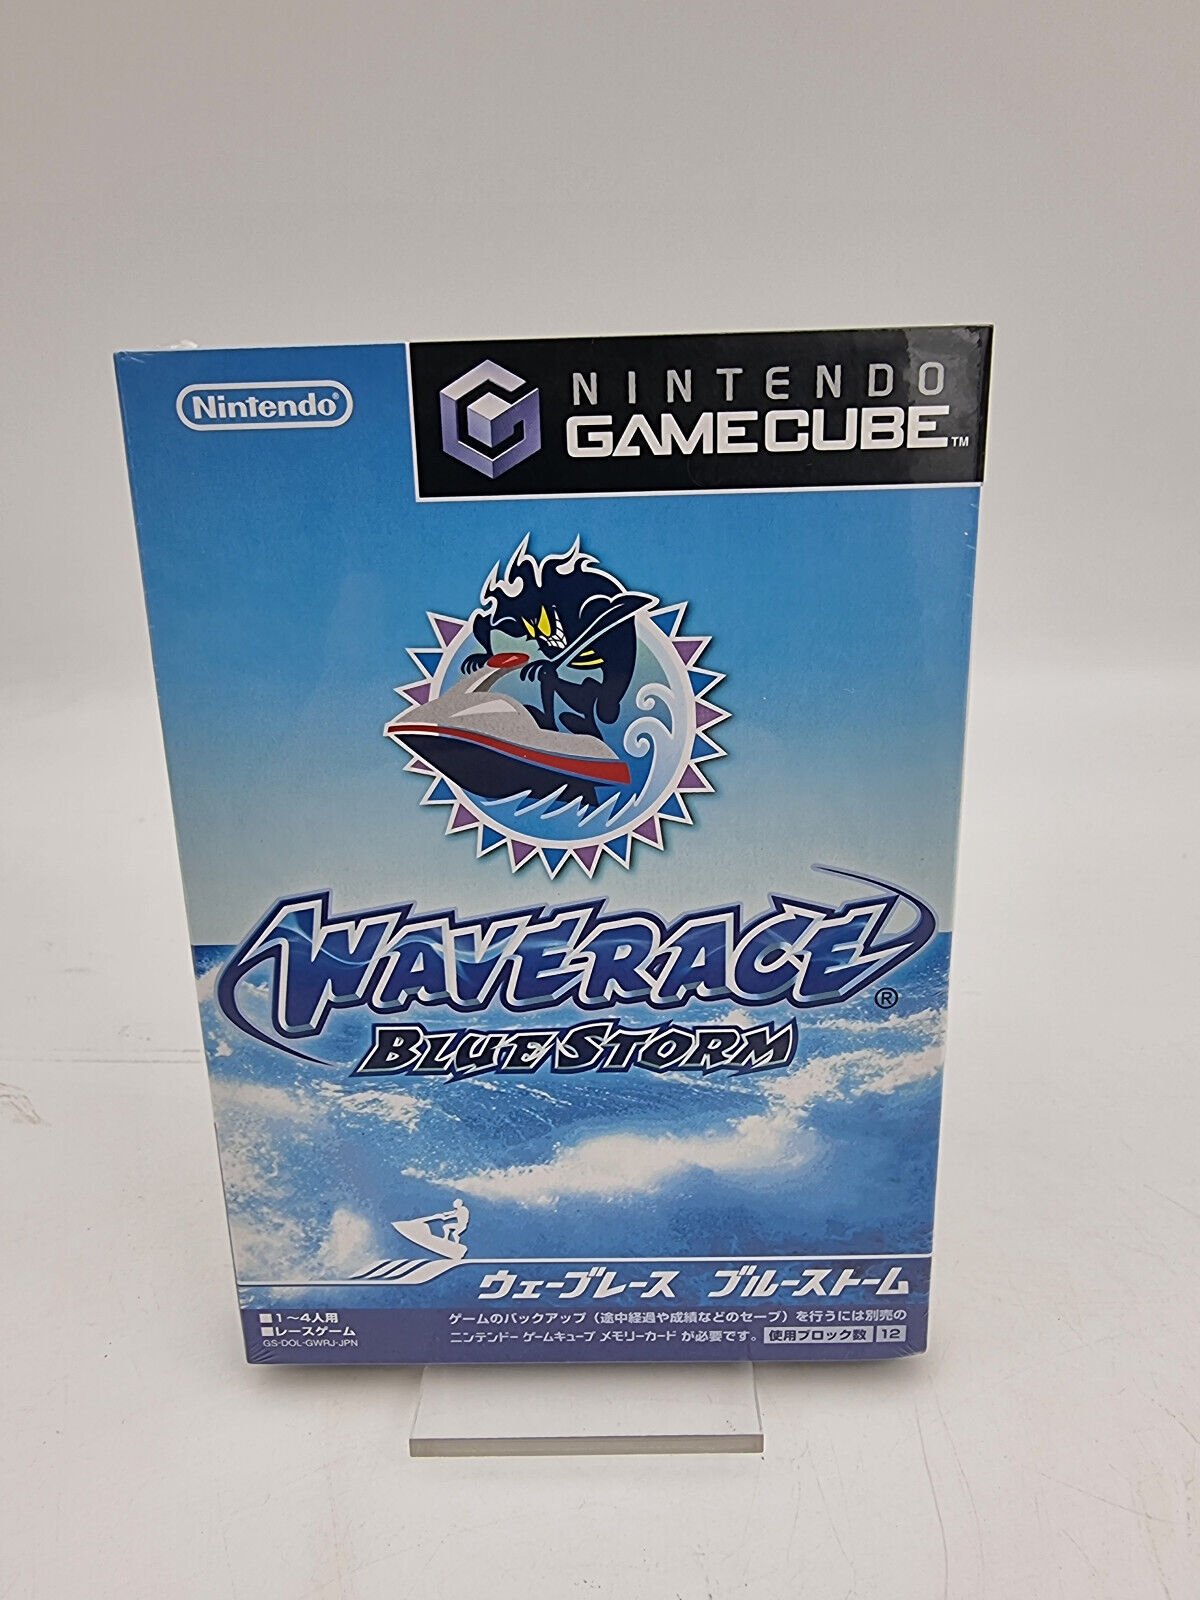 Nintendo
NINTENDO
GAMECUBE™
WAVERACE®
BLUE STORM
ウェーブレース ブルーストーム
■1～4人用
■レースゲーム
GS-DOL-GWRJ-JPN
ゲームのバックアップ（途中経過や成績などのセーブ）を行うには別売の
ニンテンドーゲームキューブ メモリーカードが必要です。 使用ブロック数 12